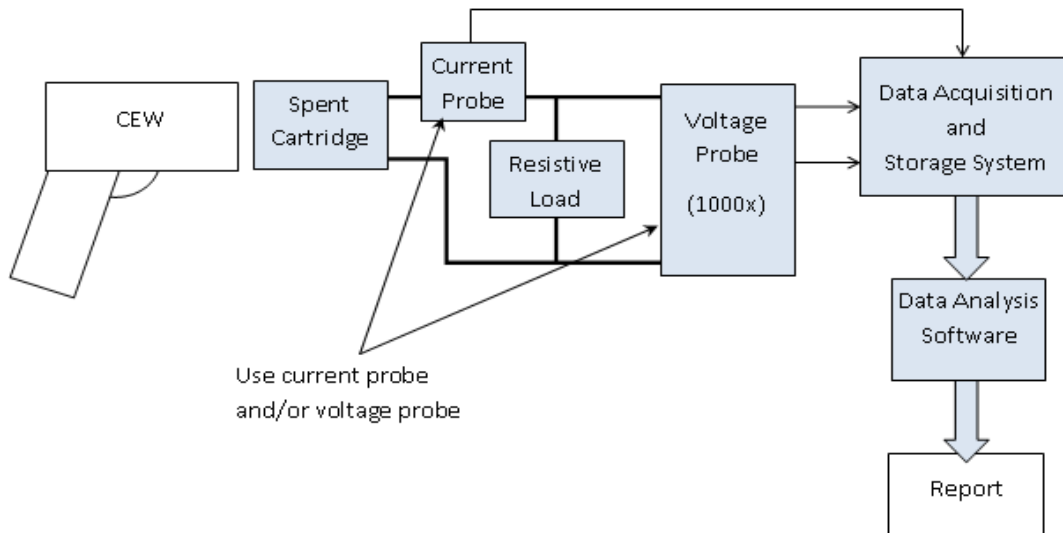 CEW
Spent
Cartridge
Current
Probe
Resistive
Load
Voltage
Probe
(1000x)
Data Acquisition
and
Storage System
Data Analysis
Software
Use current probe
and/or voltage probe
Report